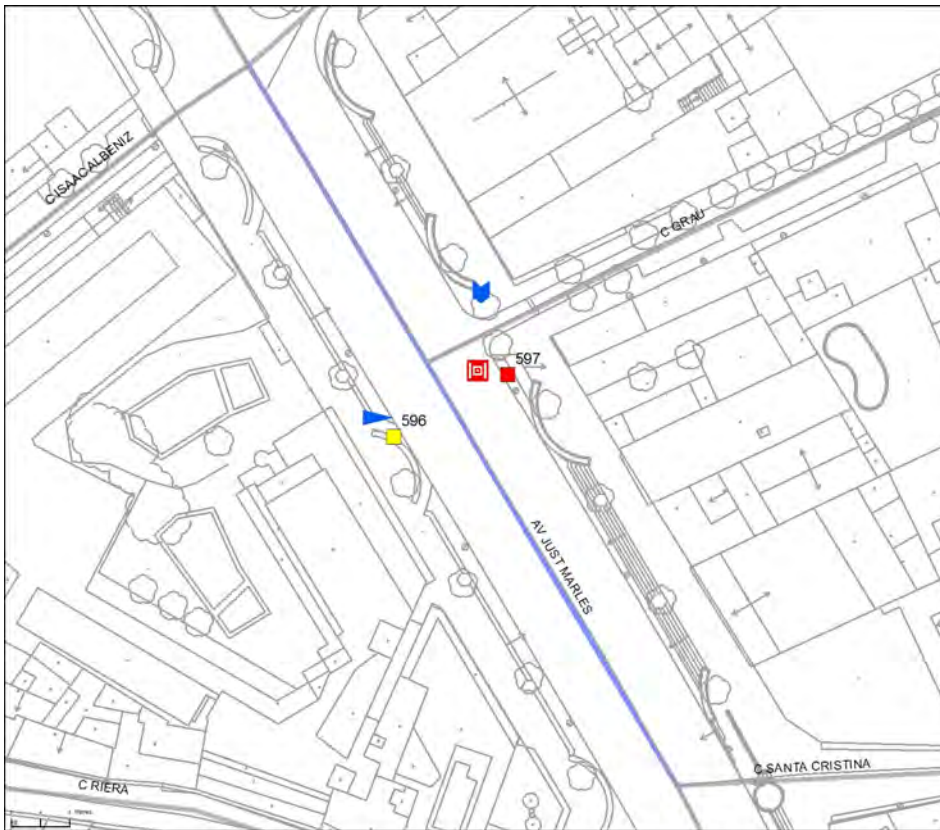 C ISAAC ALBENIZ
C GRAU
597
596
AV JUST MARLES
C SANTA CRISTINA
C RIERA